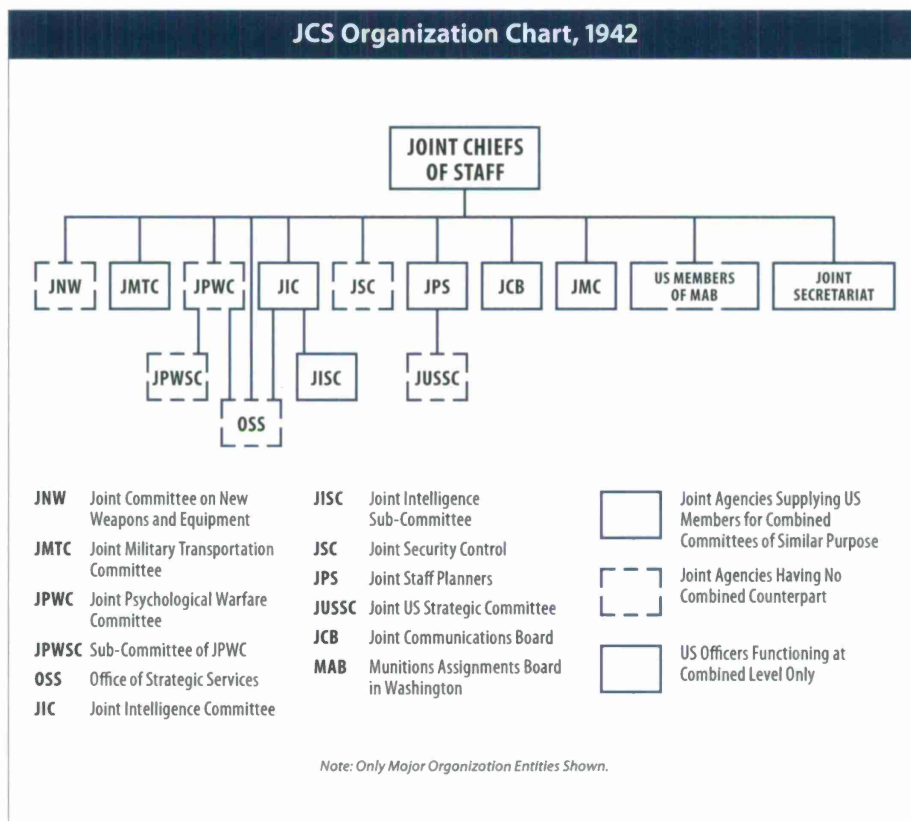 JCS Organization Chart, 1942
JOINT CHIEFS
OF STAFF
JNW
JMTC
JPWC
JIC
JSC
JPS
JCB
JMC
US MEMBERS
OF MAB
JOINT
SECRETARIAT
JPWSC
JISC
JUSSC
OSS
JNW Joint Committee on New
Weapons and Equipment
JMTC Joint Military Transportation
Committee
JPWC Joint Psychological Warfare
Committee
JPWSC Sub-Committee of JPWC
OSS Office of Strategic Services
JIC Joint Intelligence Committee
JISC Joint Intelligence
Sub-Committee
JSC Joint Security Control
JPS Joint Staff Planners
JUSSC Joint US Strategic Committee
JCB Joint Communications Board
MAB Munitions Assignments Board
in Washington
Joint Agencies Supplying US
Members for Combined
Committees of Similar Purpose
Joint Agencies Having No
Combined Counterpart
US Officers Functioning at
Combined Level Only
Note: Only Major Organization Entities Shown.